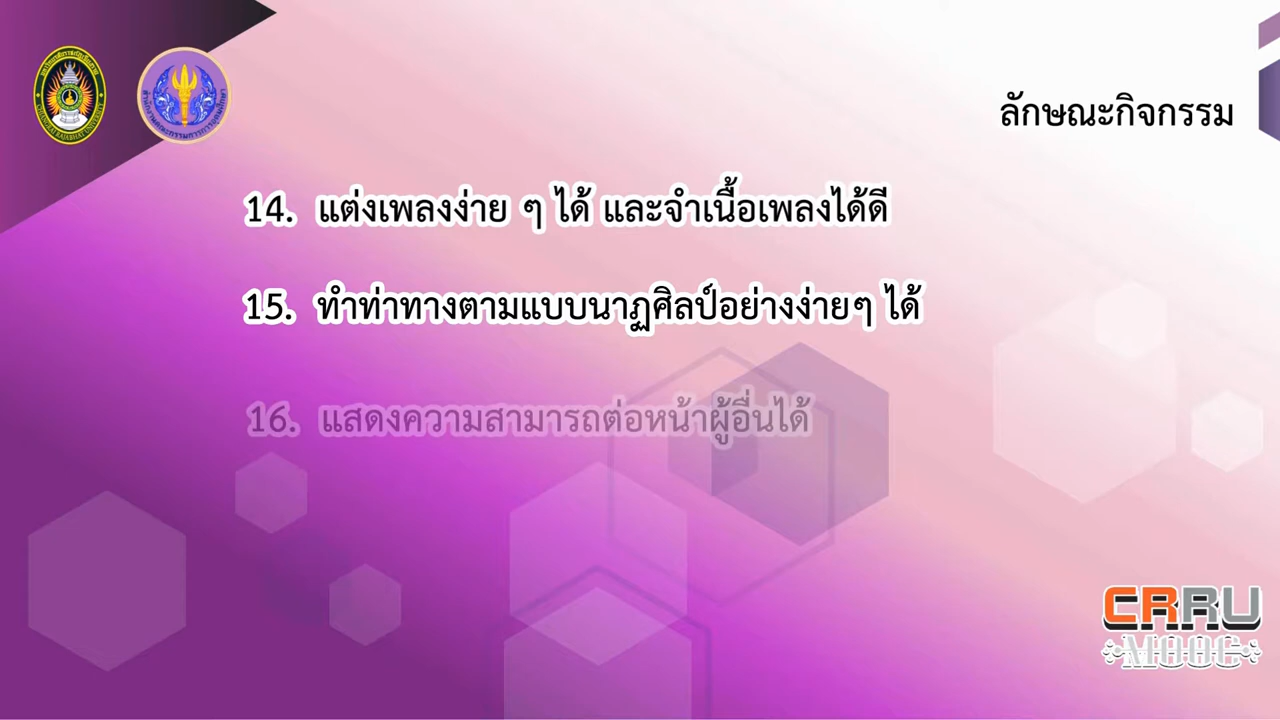 ลักษณะกิจกรรม
14. แต่งเพลงง่าย ๆ ได้ และจำเนื้อเพลงได้ดี
15. ทำท่าทางตามแบบนาฏศิลป์อย่างง่ายๆ ได้
16. แสดงความสามารถต่อหน้าผู้อื่นได้
CRRU
MOOC